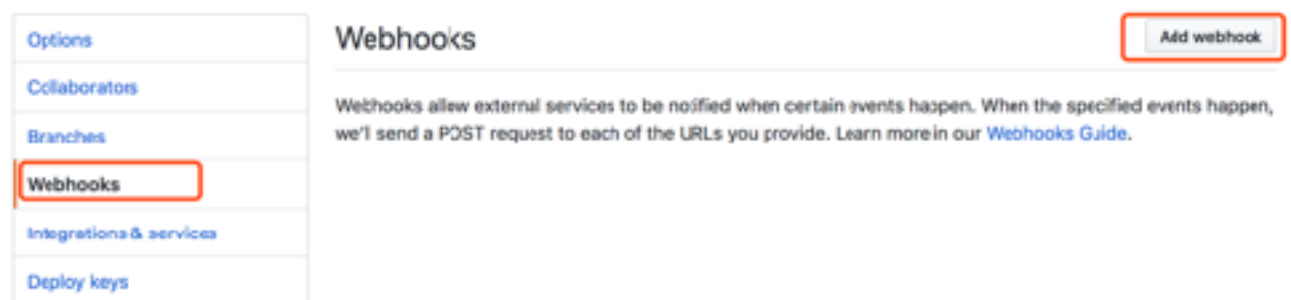 Options
Collaborators
Branches
Webhooks
Integrations & services
Deploy keys
Webhooks
Add webhook
Webhooks allow external services to be notified when certain events happen. When the specified events happen,
we'll send a POST request to each of the URLs you provide. Learn more in our Webhooks Guide.